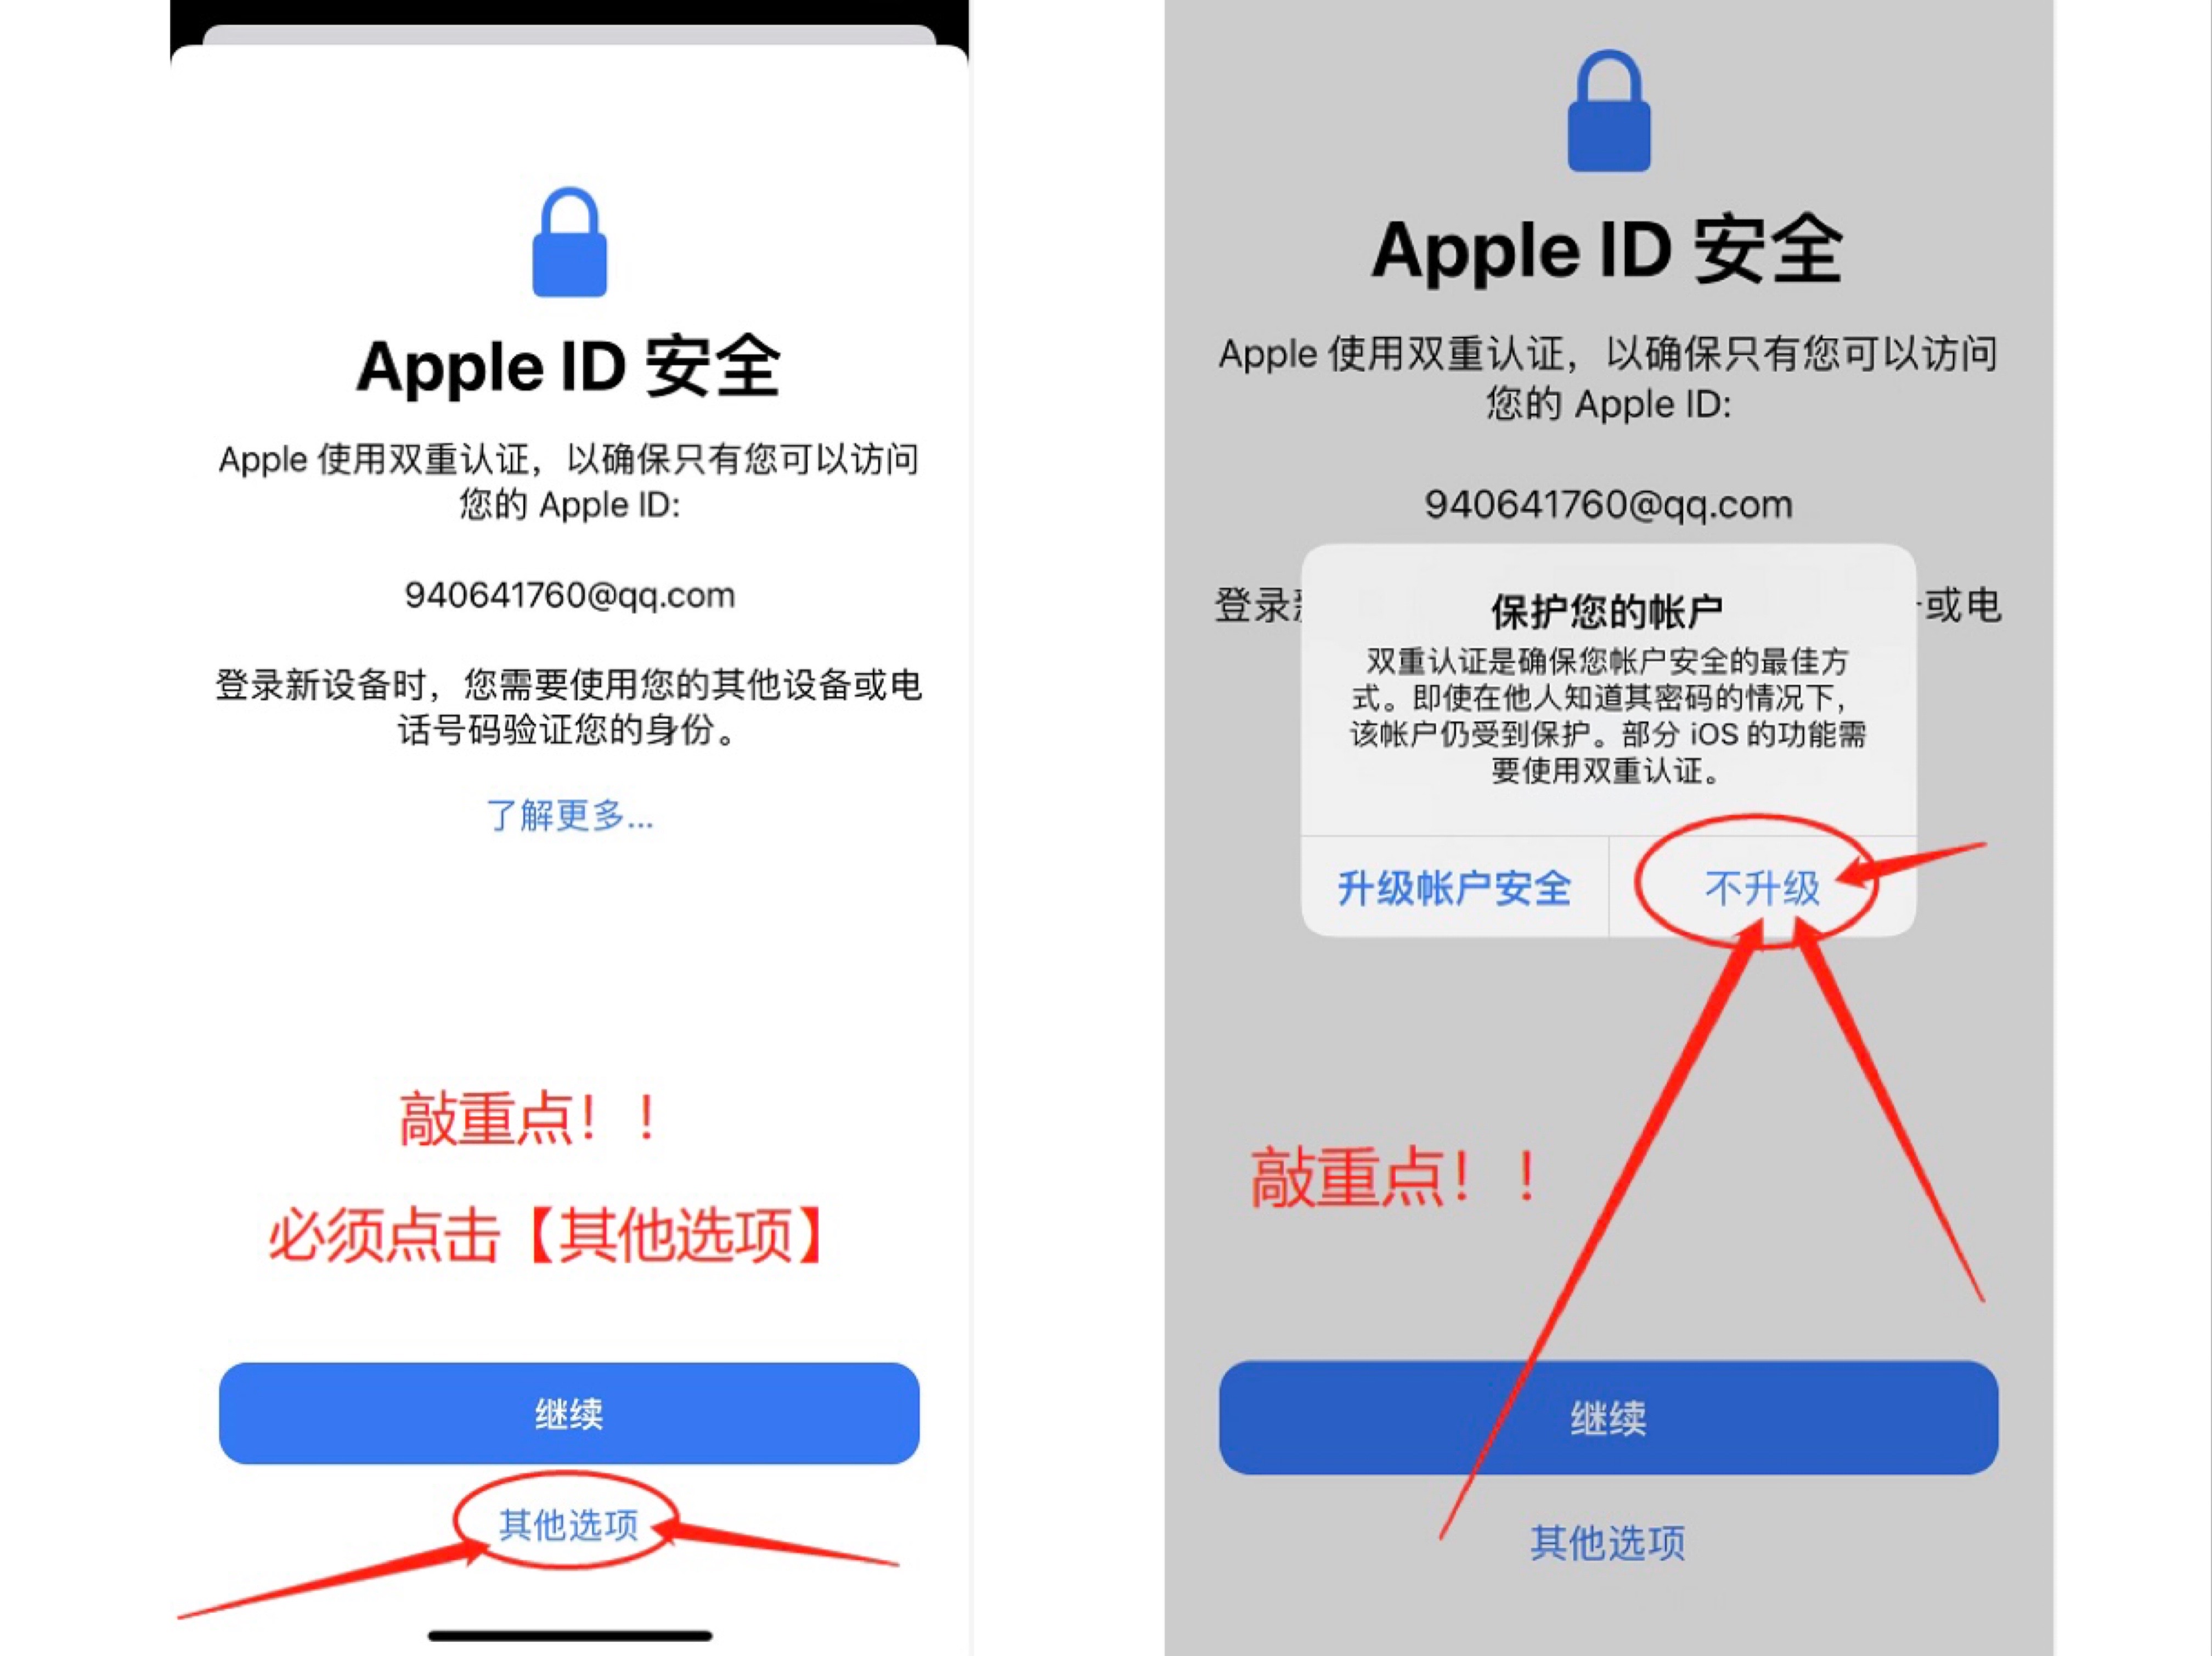 Apple ID 安全
Apple 使用双重认证，以确保只有您可以访问
您的 Apple ID:
940641760@qq.com
登录新设备时，您需要使用您的其他设备或电
话号码验证您的身份。
了解更多...
敲重点！！
必须点击【其他选项】
继续
其他选项
Apple ID 安全
Apple 使用双重认证，以确保只有您可以访问
您的 Apple ID:
940641760@qq.com
登录 或电
保护您的帐户
双重认证是确保您帐户安全的最佳方
式。即使在他人知道其密码的情况下，
该帐户仍受到保护。部分 iOS 的功能需
要使用双重认证。
升级帐户安全
不升级
敲重点！！
继续
其他选项